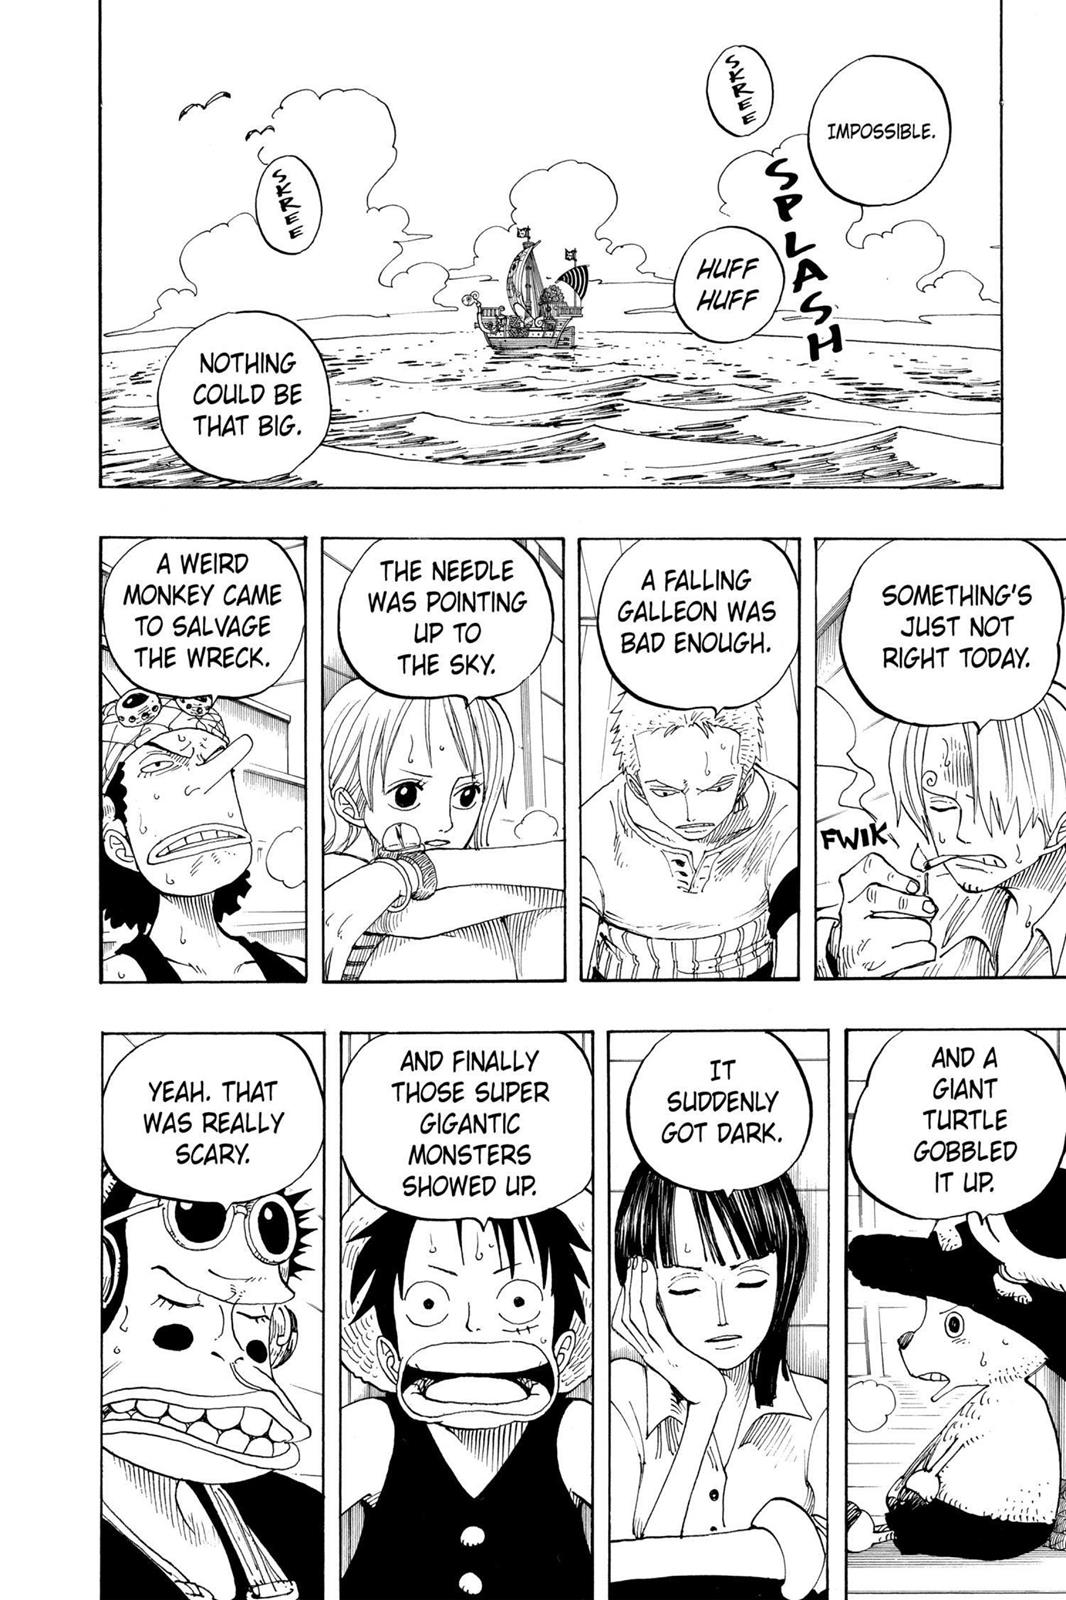 IMPOSSIBLE.
SKREE
SPLASH
HUFF
HUFF
SKREE
NOTHING
COULD BE
THAT BIG.
SOMETHING'S
JUST NOT
RIGHT TODAY.
FWIK
A FALLING
GALLEON WAS
BAD ENOUGH.
THE NEEDLE
WAS POINTING
UP TO
THE SKY.
A WEIRD
MONKEY CAME
TO SALVAGE
THE WRECK.
AND A
GIANT
TURTLE
GOBBLED
IT UP.
IT
SUDDENLY
GOT DARK.
AND FINALLY
THOSE SUPER
GIGANTIC
MONSTERS
SHOWED UP.
YEAH. THAT
WAS REALLY
SCARY.